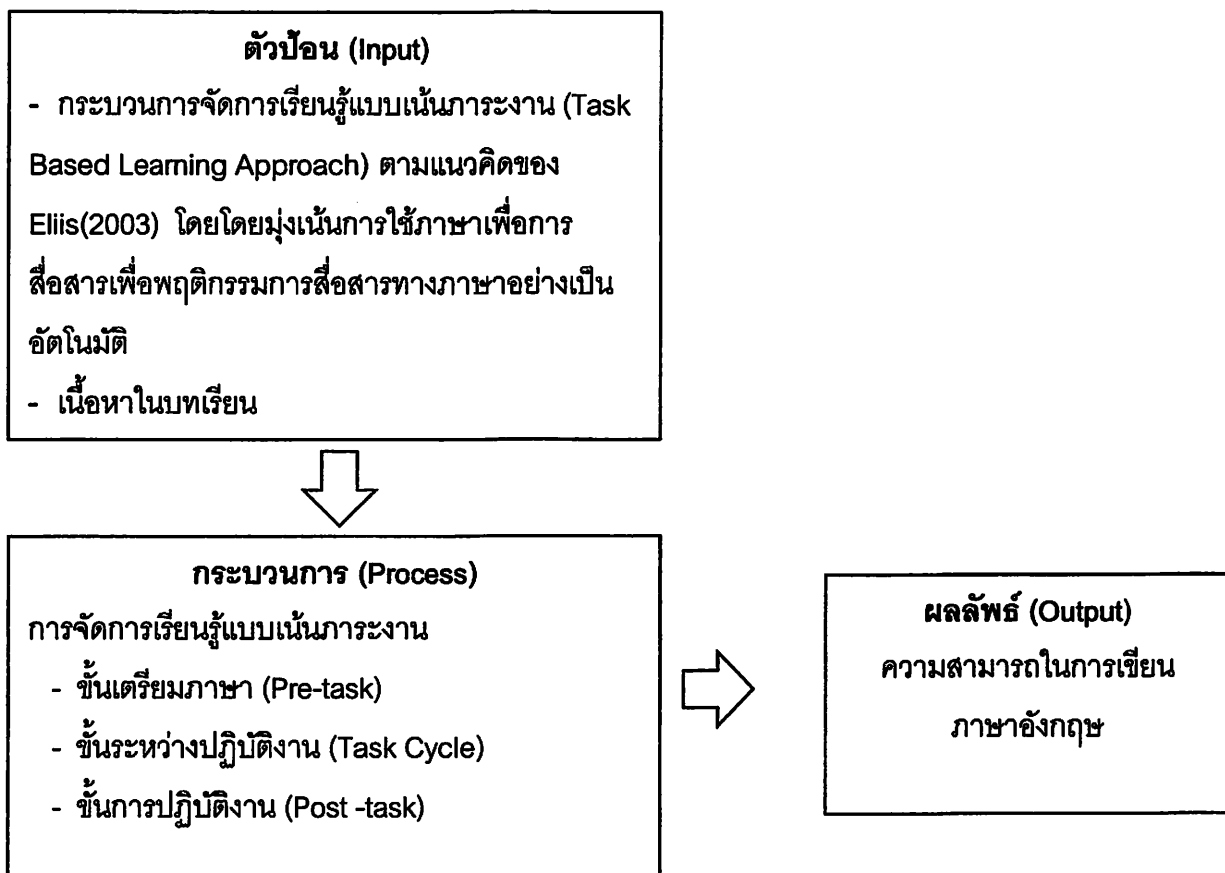 ตัวป้อน (Input)
- กระบวนการจัดการเรียนรู้แบบเน้นภาระงาน (Task
Based Learning Approach) ตามแนวคิดของ
Eliis(2003) โดยโดยมุ่งเน้นการใช้ภาษาเพื่อการ
สื่อสารเพื่อพฤติกรรมการสื่อสารทางภาษาอย่างเป็น
อัตโนมัติ
- เนื้อหาในบทเรียน
กระบวนการ (Process)
การจัดการเรียนรู้แบบเน้นภาระงาน
- ขั้นเตรียมภาษา (Pre-task)
- ขั้นระหว่างปฏิบัติงาน (Task Cycle)
- ขั้นการปฏิบัติงาน (Post -task)
ผลลัพธ์ (Output)
ความสามารถในการเขียน
ภาษาอังกฤษ